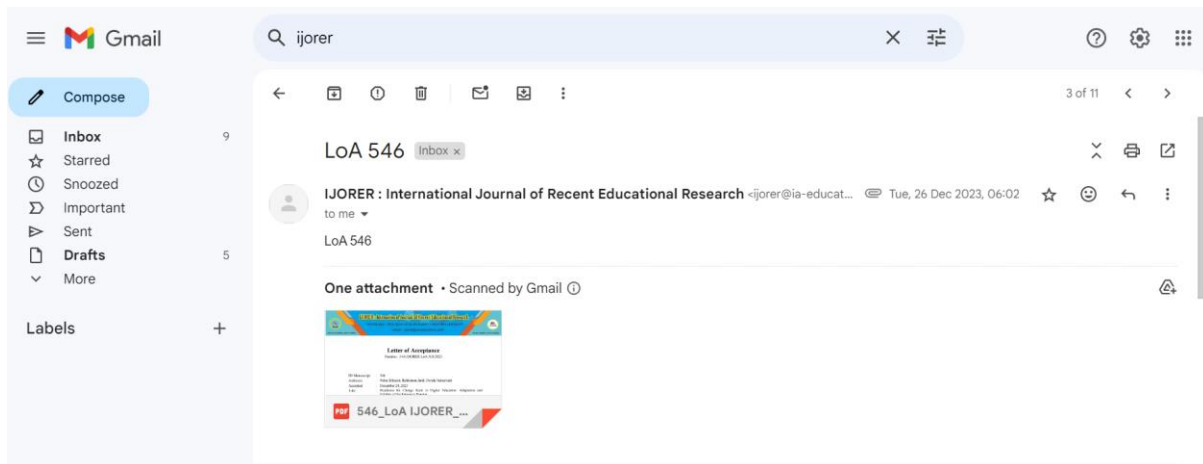 Gmail
ijorer
Compose
3 of 11
Inbox 9
Starred
Snoozed
Important
Sent
Drafts 5
More
Labels
LoA 546 Inbox ×
IJORER : International Journal of Recent Educational Research <ijorer@ia-educat... Tue, 26 Dec 2023, 06:02
to me
LoA 546
One attachment • Scanned by Gmail
Letter of Acceptance
PDF 546_LoA IJORER_...